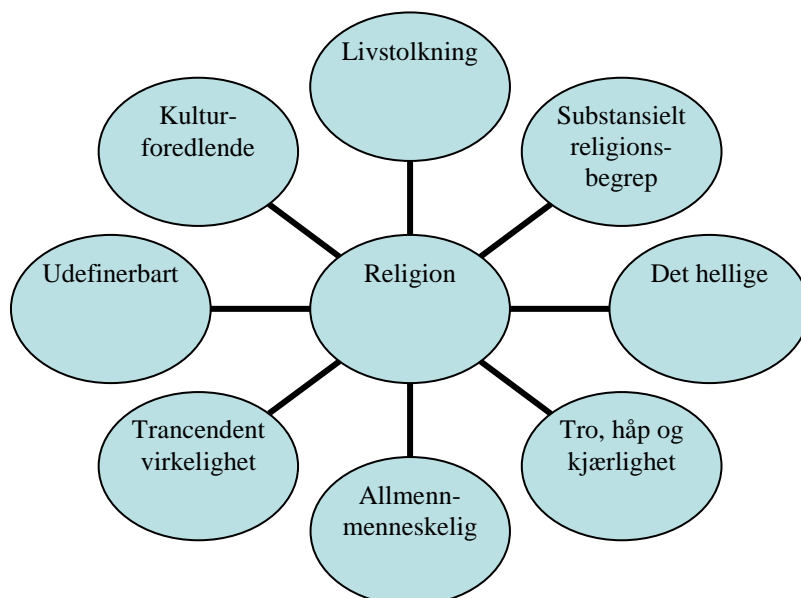 Livstolkning
Kultur-
foredlende
Substansielt
religions-
begrep
Udefinerbart
Religion
Det hellige
Trancendent
virkelighet
Tro, håp og
kjærlighet
Allmenn-
menneskelig